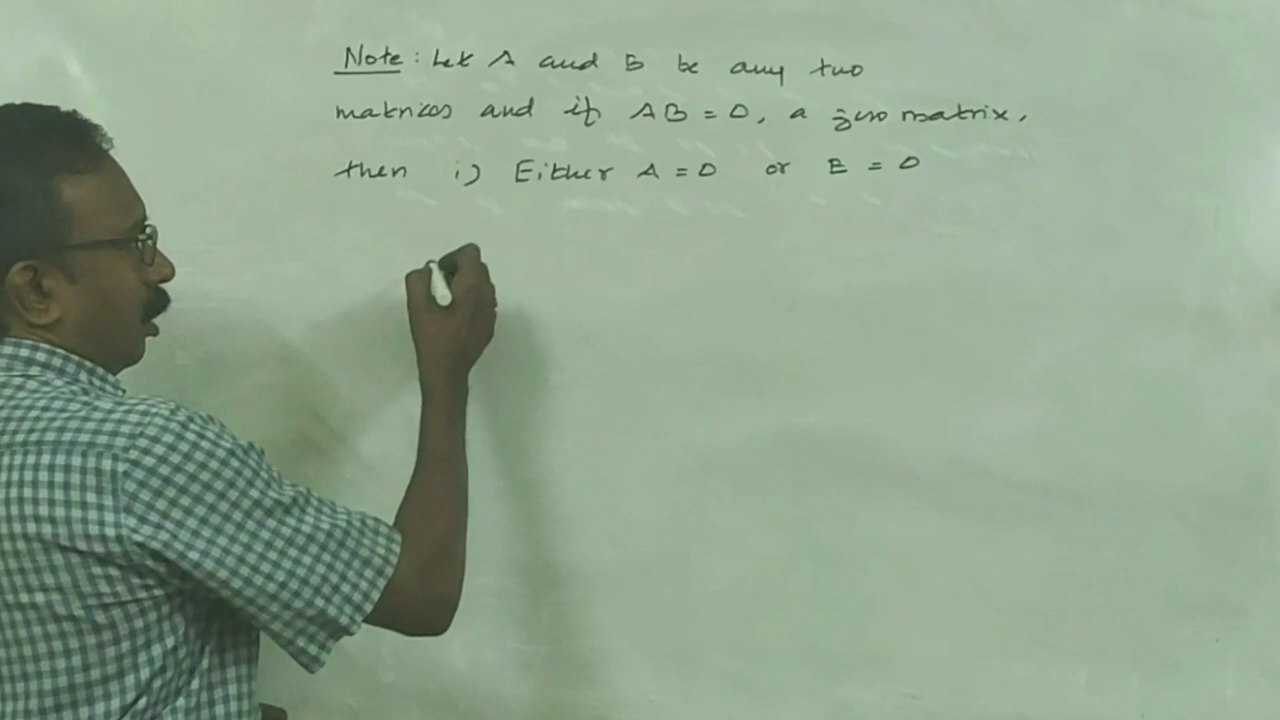 Note : Let A and B be any two
matrices and if AB = 0, a zero matrix,
then i) Either A = 0 or B = 0